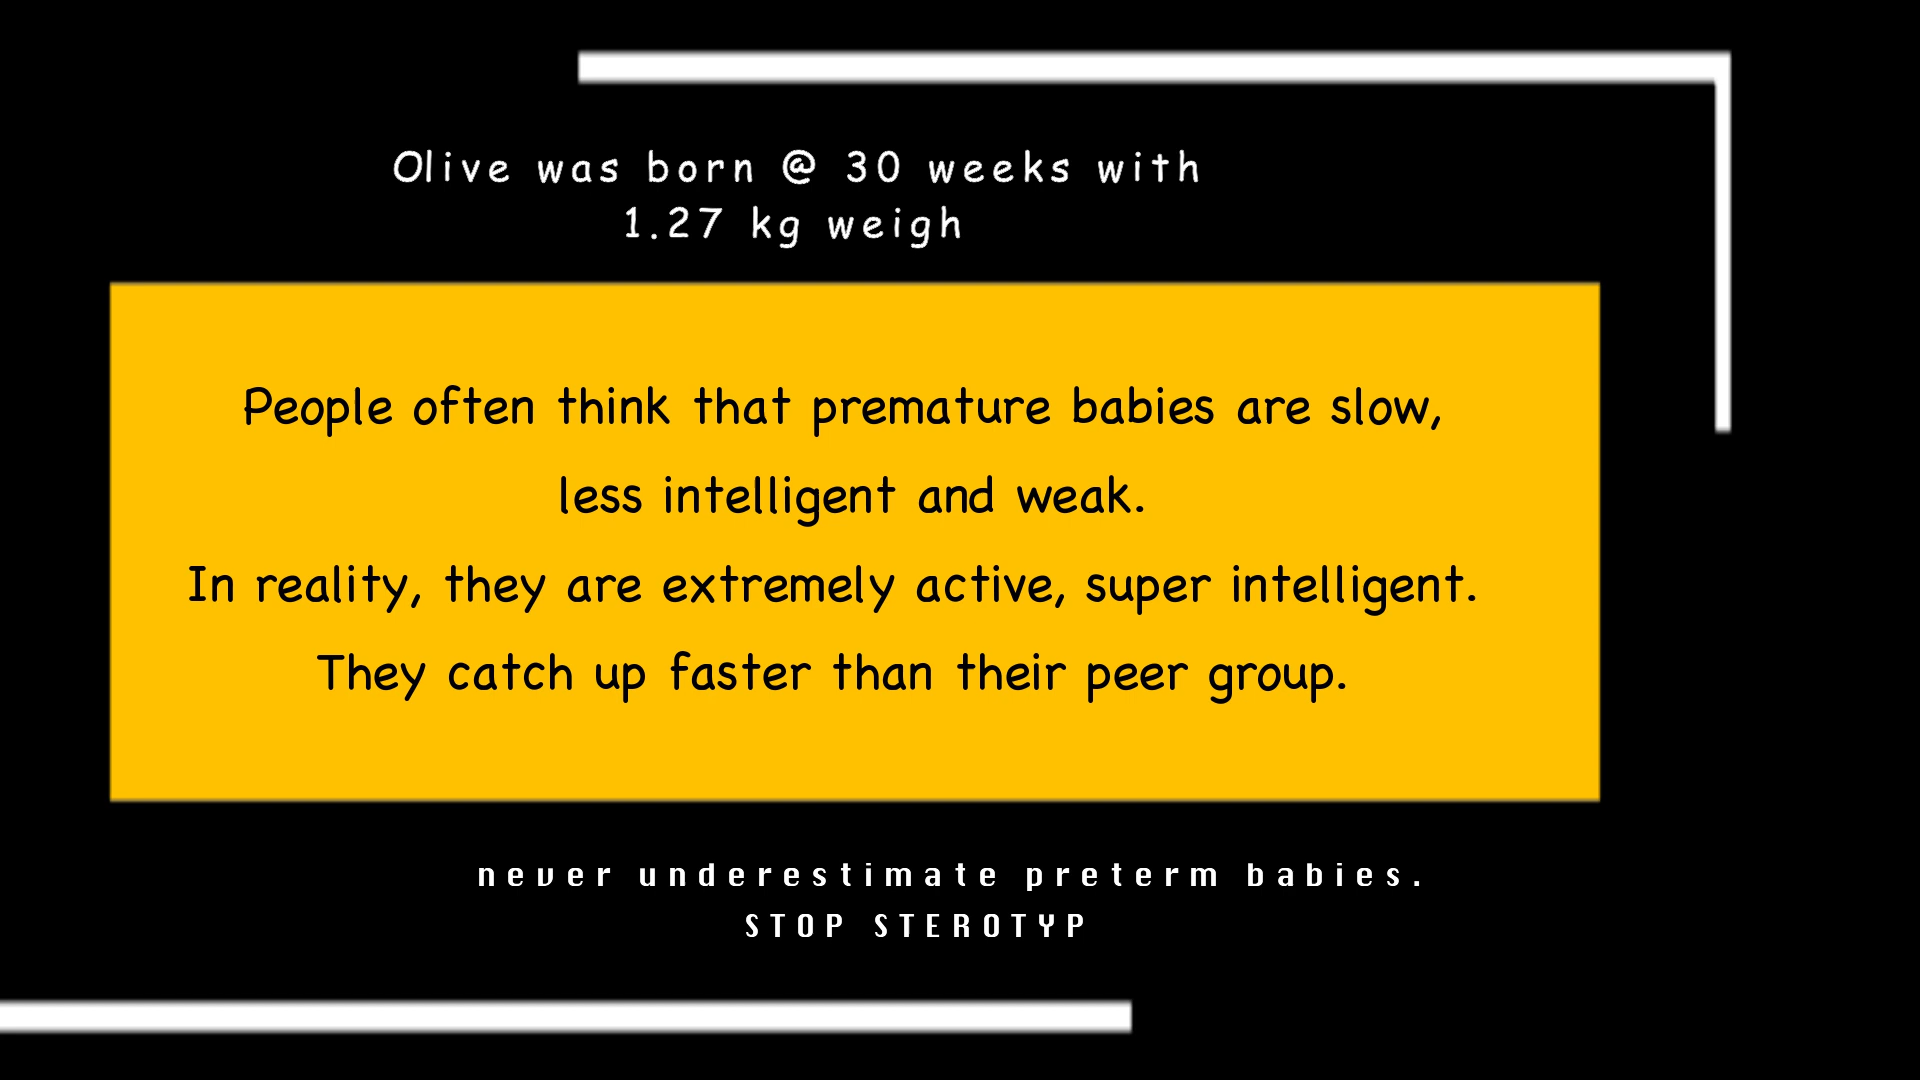 Olive was born @ 30 weeks with
1.27 kg weigh
People often think that premature babies are slow,
less intelligent and weak.
In reality, they are extremely active, super intelligent.
They catch up faster than their peer group.
never underestimate preterm babies.
STOP STEROTYP